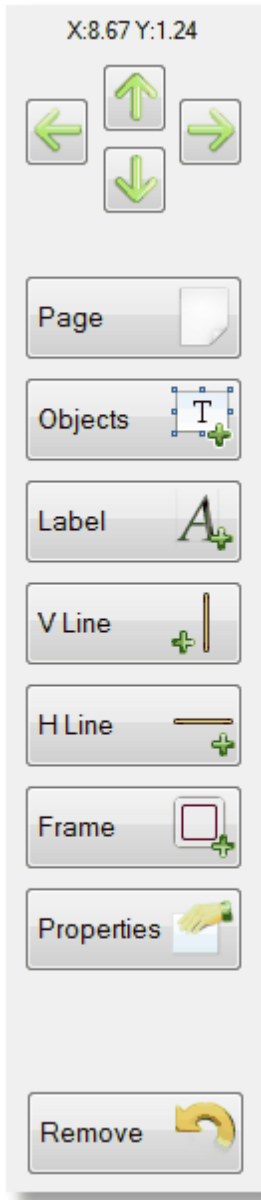 X:8.67 Y:1.24
Page
Objects
T
Label
A
V Line
H Line
Frame
Properties
Remove